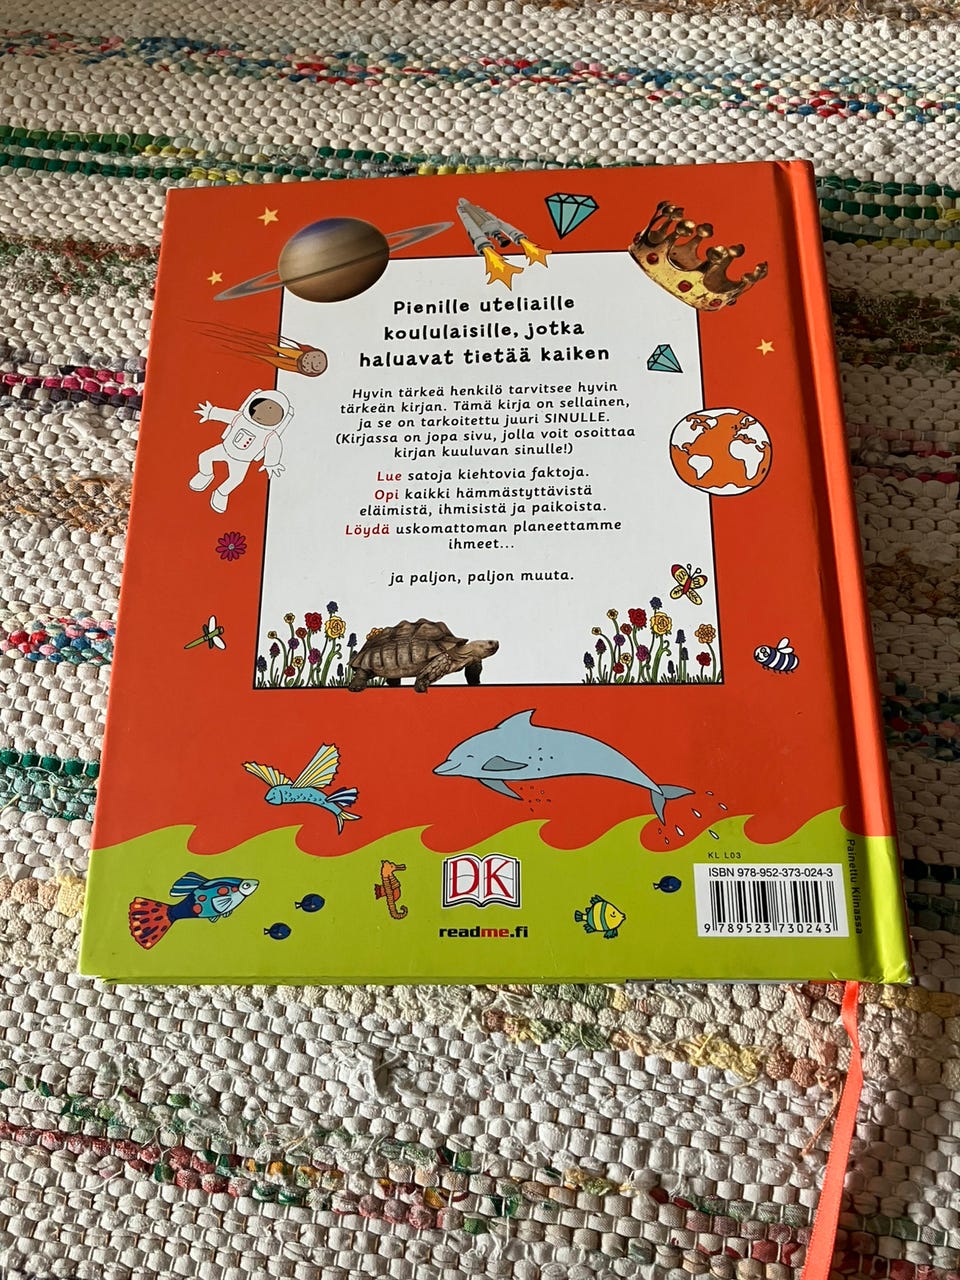 Pienille uteliaille
koululaisille, jotka
haluavat tietää kaiken
Hyvin tärkeä henkilö tarvitsee hyvin
tärkeän kirjan. Tämä kirja on sellainen,
ja se on tarkoitettu juuri SINULLE.
(Kirjassa on jopa sivu, jolla voit osoittaa
kirjan kuuluvan sinulle!)
Lue satoja kiehtovia faktoja.
Opi kaikki hämmästyttävistä
eläimistä, ihmisistä ja paikoista.
Löydä uskomattoman planeettamme
ihmeet...
ja paljon, paljon muuta.
DK
readme.fi
KL L03
ISBN 978-952-373-024-3
9 789523 730243
Painettu Kiinassa